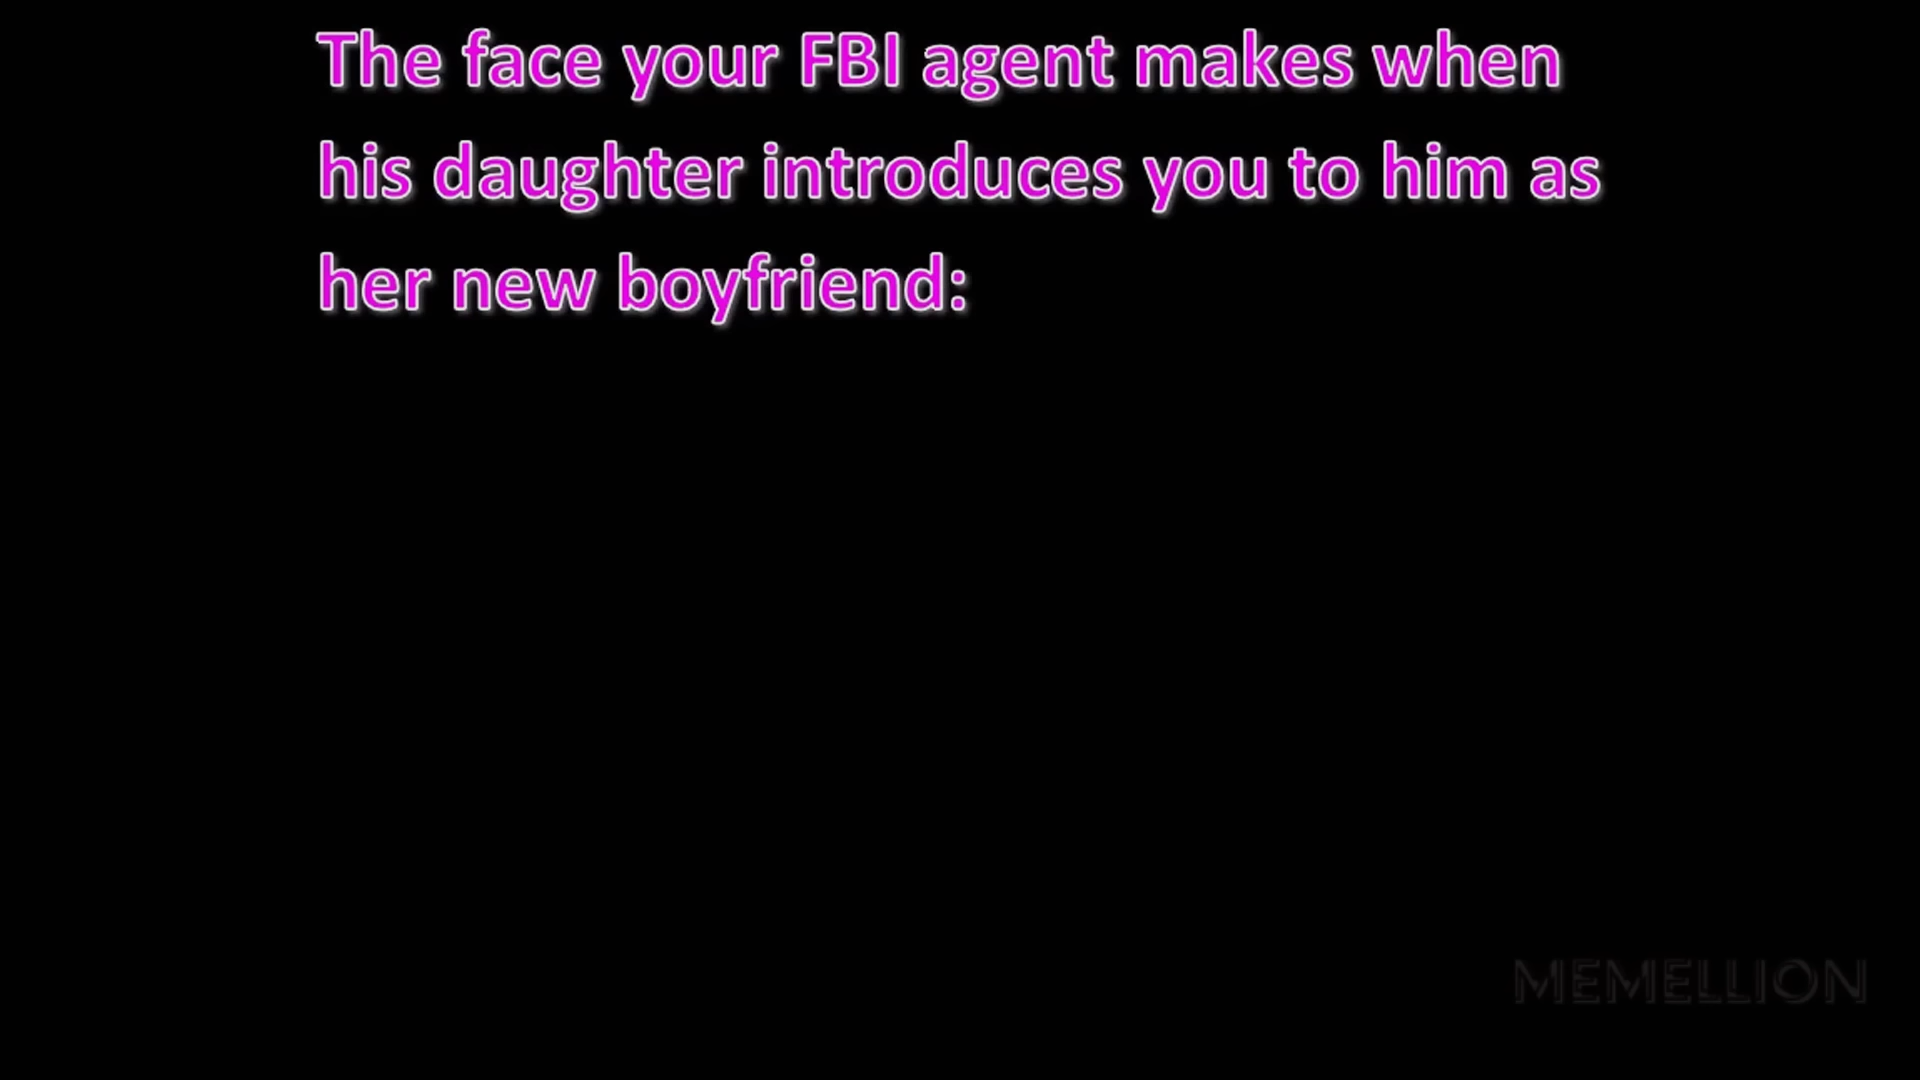 The face your FBI agent makes when
his daughter introduces you to him as
her new boyfriend:
MEMELLION